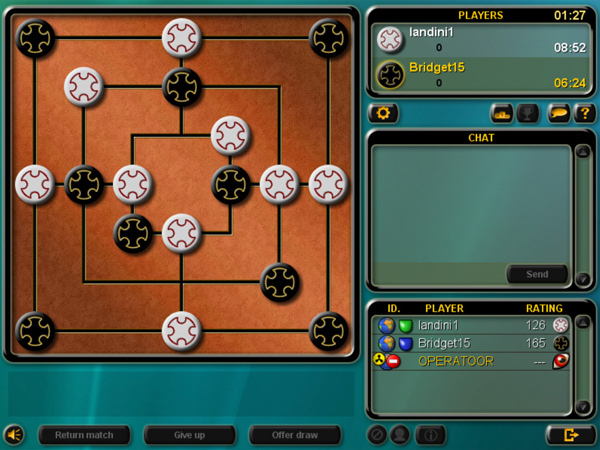 PLAYERS 01:27
landini1
0 08:52
Bridget15
0 06:24
?
CHAT
Send
ID. PLAYER RATING
landini1 126
Bridget15 165
OPERATOOR ---
Return match Give up Offer draw